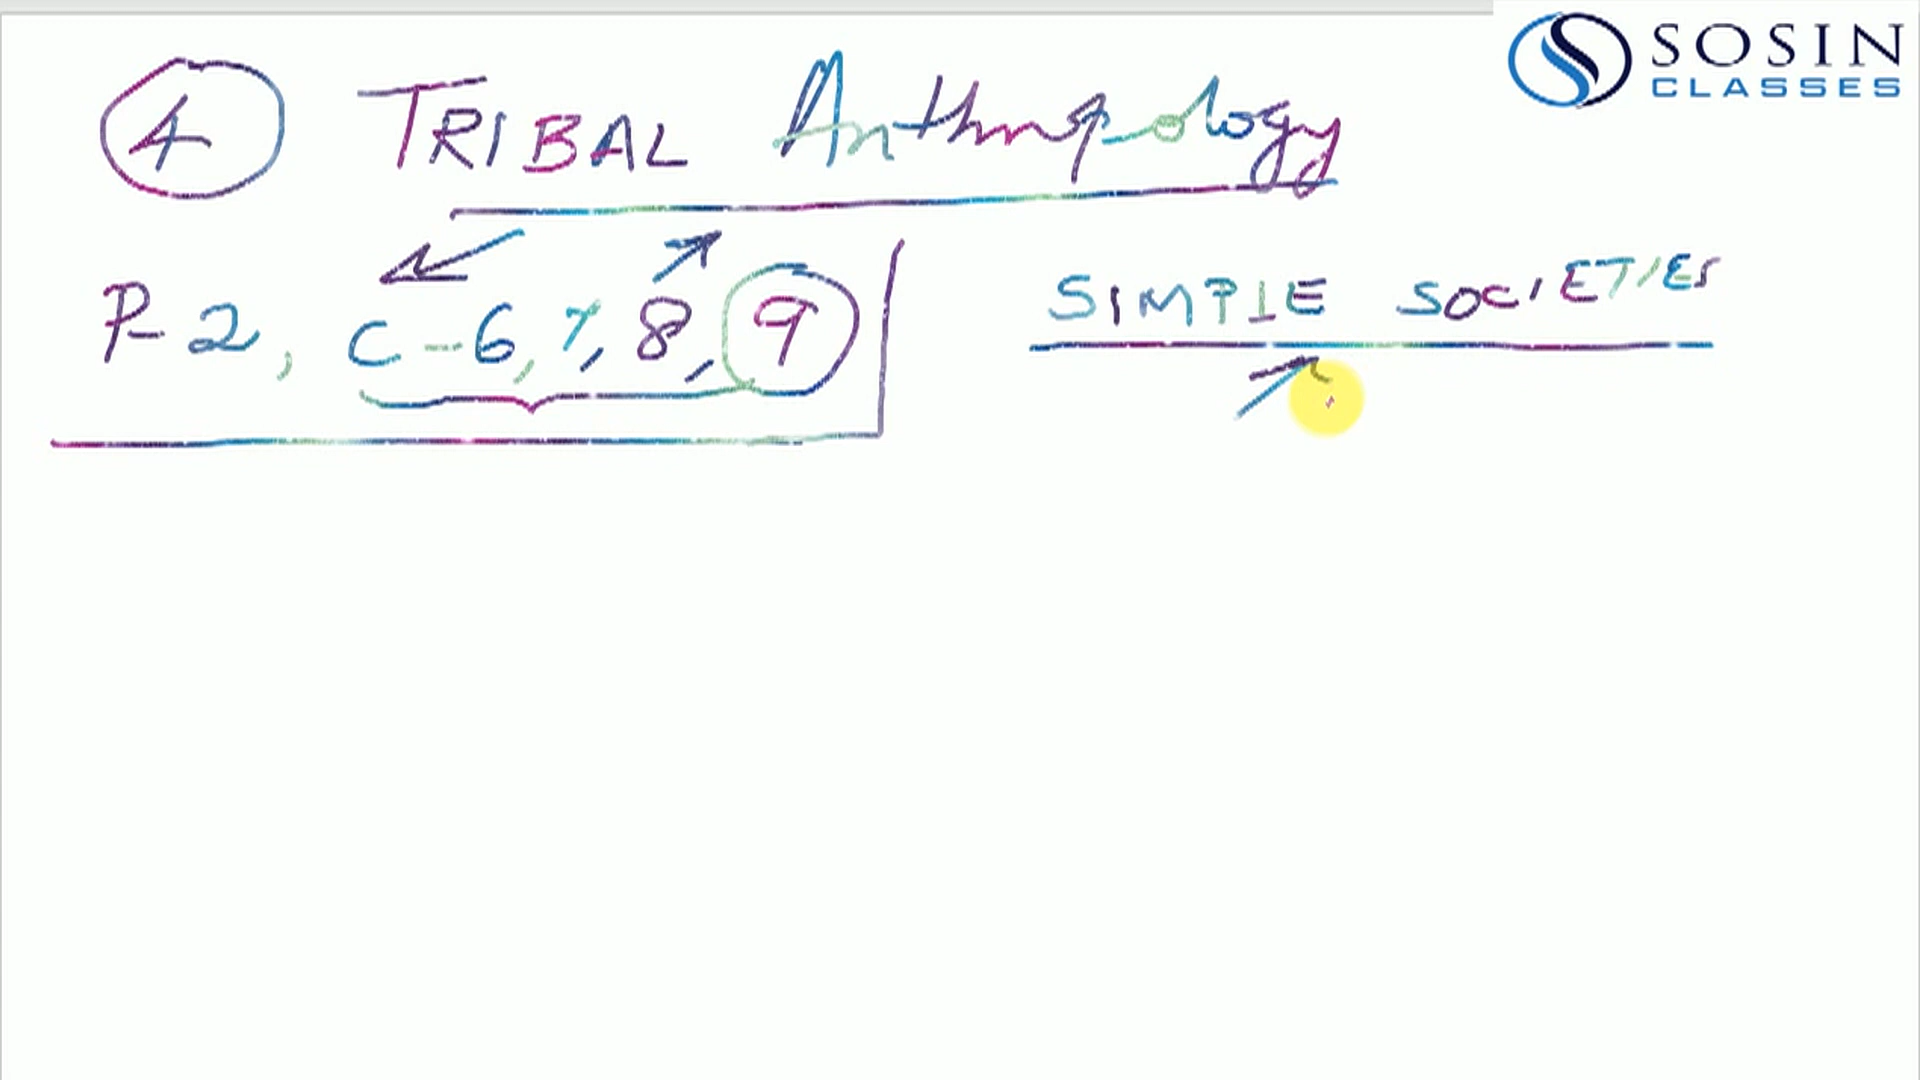 SOSIN
CLASSES
4 TRIBAL Anthropology
P-2, C-6, 7, 8, 9
SIMPLE SOCIETIES